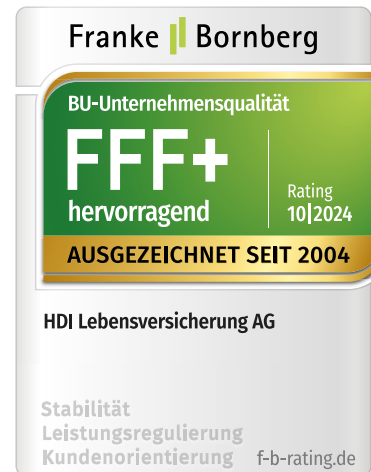 Franke Bornberg
BU-Unternehmensqualität
FFF+
hervorragend
Rating
10|2024
AUSGEZEICHNET SEIT 2004
HDI Lebensversicherung AG
Stabilität
Leistungsregulierung
Kundenorientierung
f-b-rating.de